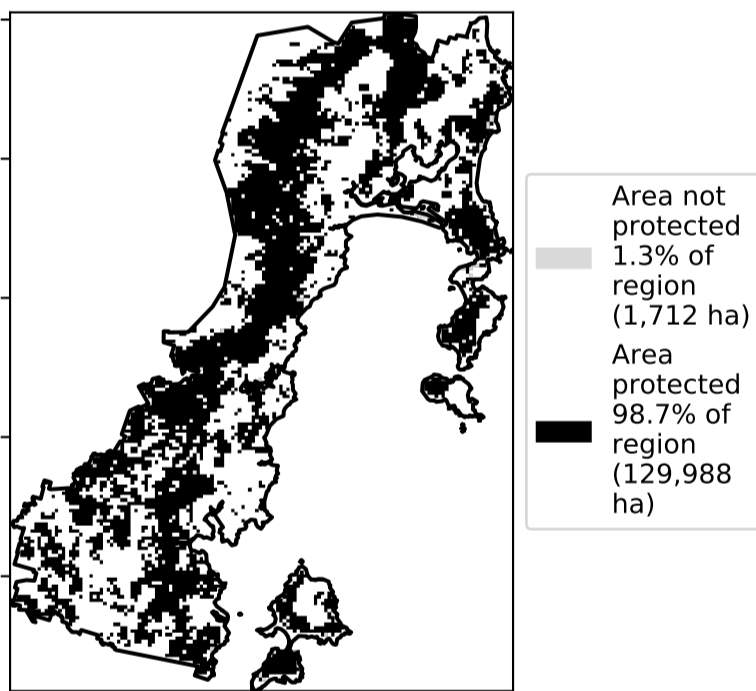 Area not
protected
1.3% of
region
(1,712 ha)
Area
protected
98.7% of
region
(129,988
ha)